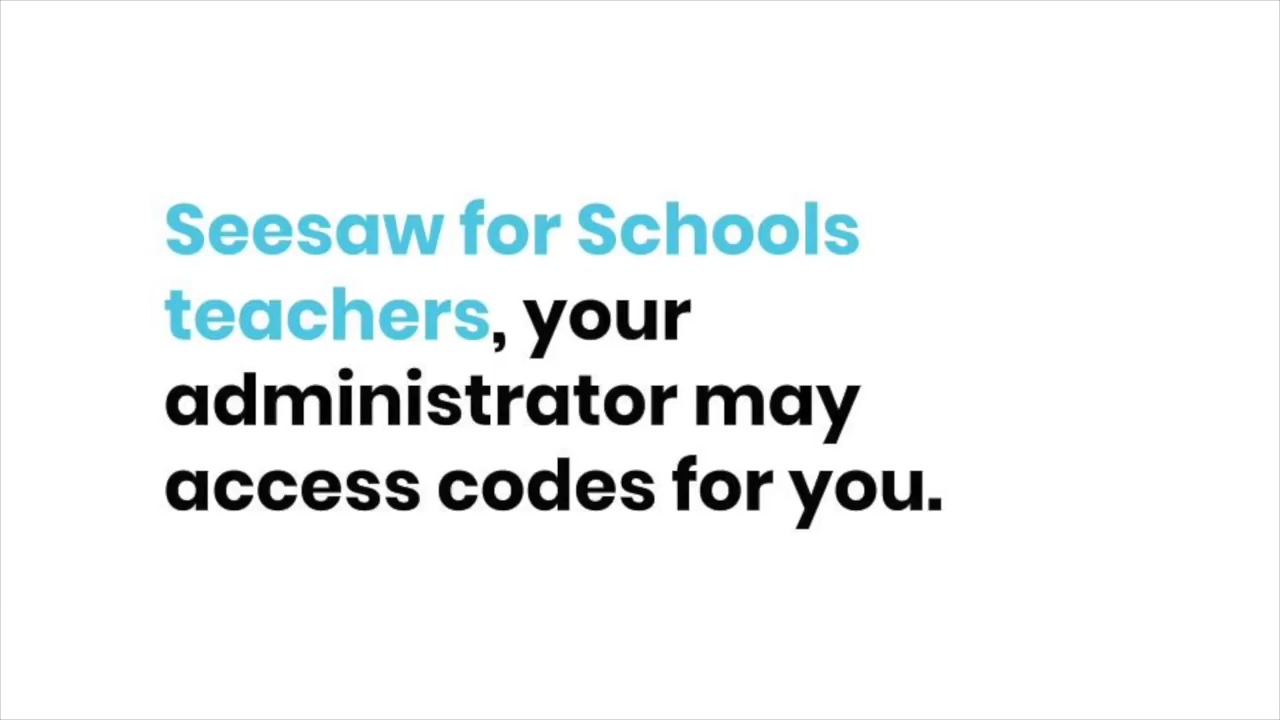 Seesaw for Schools
teachers, your
administrator may
access codes for you.